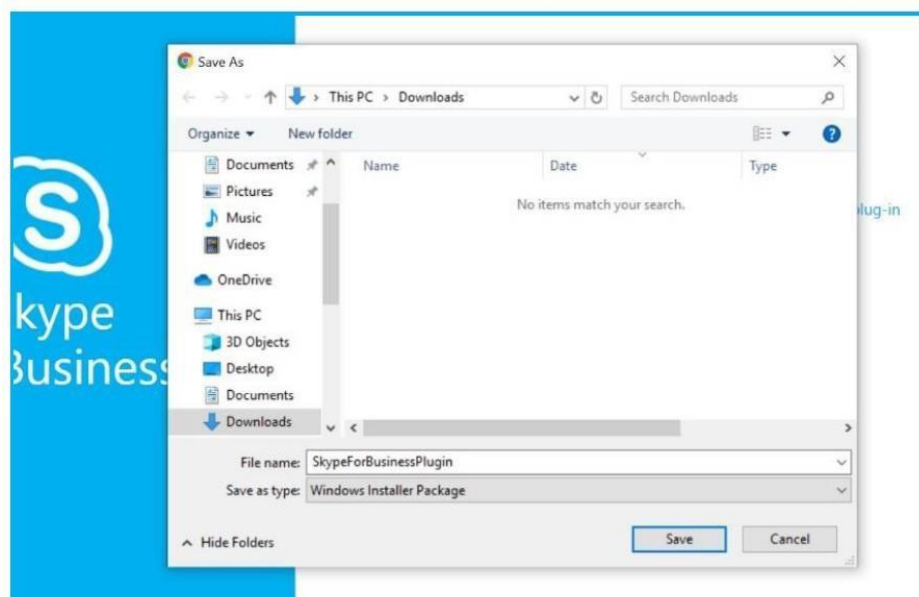 Save As
This PC > Downloads
Search Downloads
Organize
New folder
Documents
Pictures
Music
Videos
OneDrive
This PC
3D Objects
Desktop
Documents
Downloads
Name
Date
Type
No items match your search.
File name: SkypeForBusinessPlugin
Save as type: Windows Installer Package
Hide Folders
Save
Cancel
S
kype
Business
lug-in